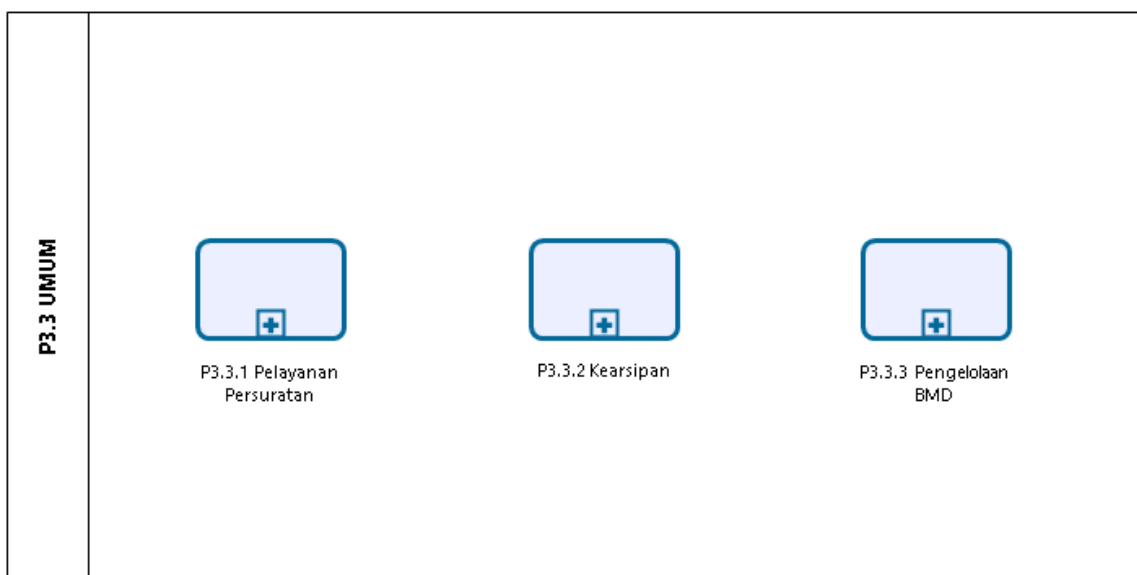 P3.3 UMUM
P3.3.1 Pelayanan
Persuratan
P3.3.2 Kearsipan
P3.3.3 Pengelolaan
BMD